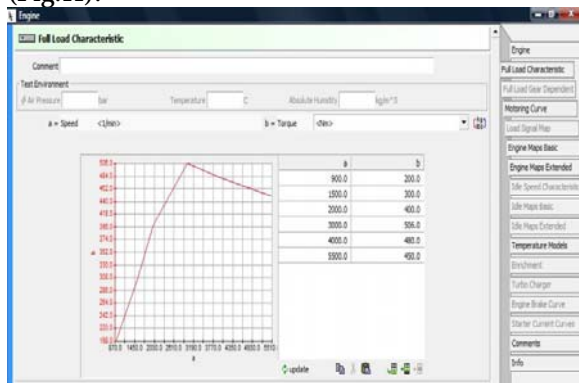 (Fig.11).
Engine
Full Load Characteristic
Comment
Test Environment
Air Pressure bar Temperature C Absolute Humidity kg/m^3
a = Speed <1/min> b = Torque <Nm>
a b
900.0 200.0
1500.0 300.0
2000.0 400.0
3000.0 506.0
4000.0 480.0
5500.0 450.0
b
a
update
Engine
Full Load Characteristic
Full Load Gear Dependent
Motoring Curve
Load Signal Map
Engine Maps Basic
Engine Maps Extended
Idle Speed Characteristic
Idle Maps Basic
Idle Maps Extended
Temperature Models
Enrichment
Turbo Charger
Engine Brake Curve
Starter Current Curves
Comments
Info